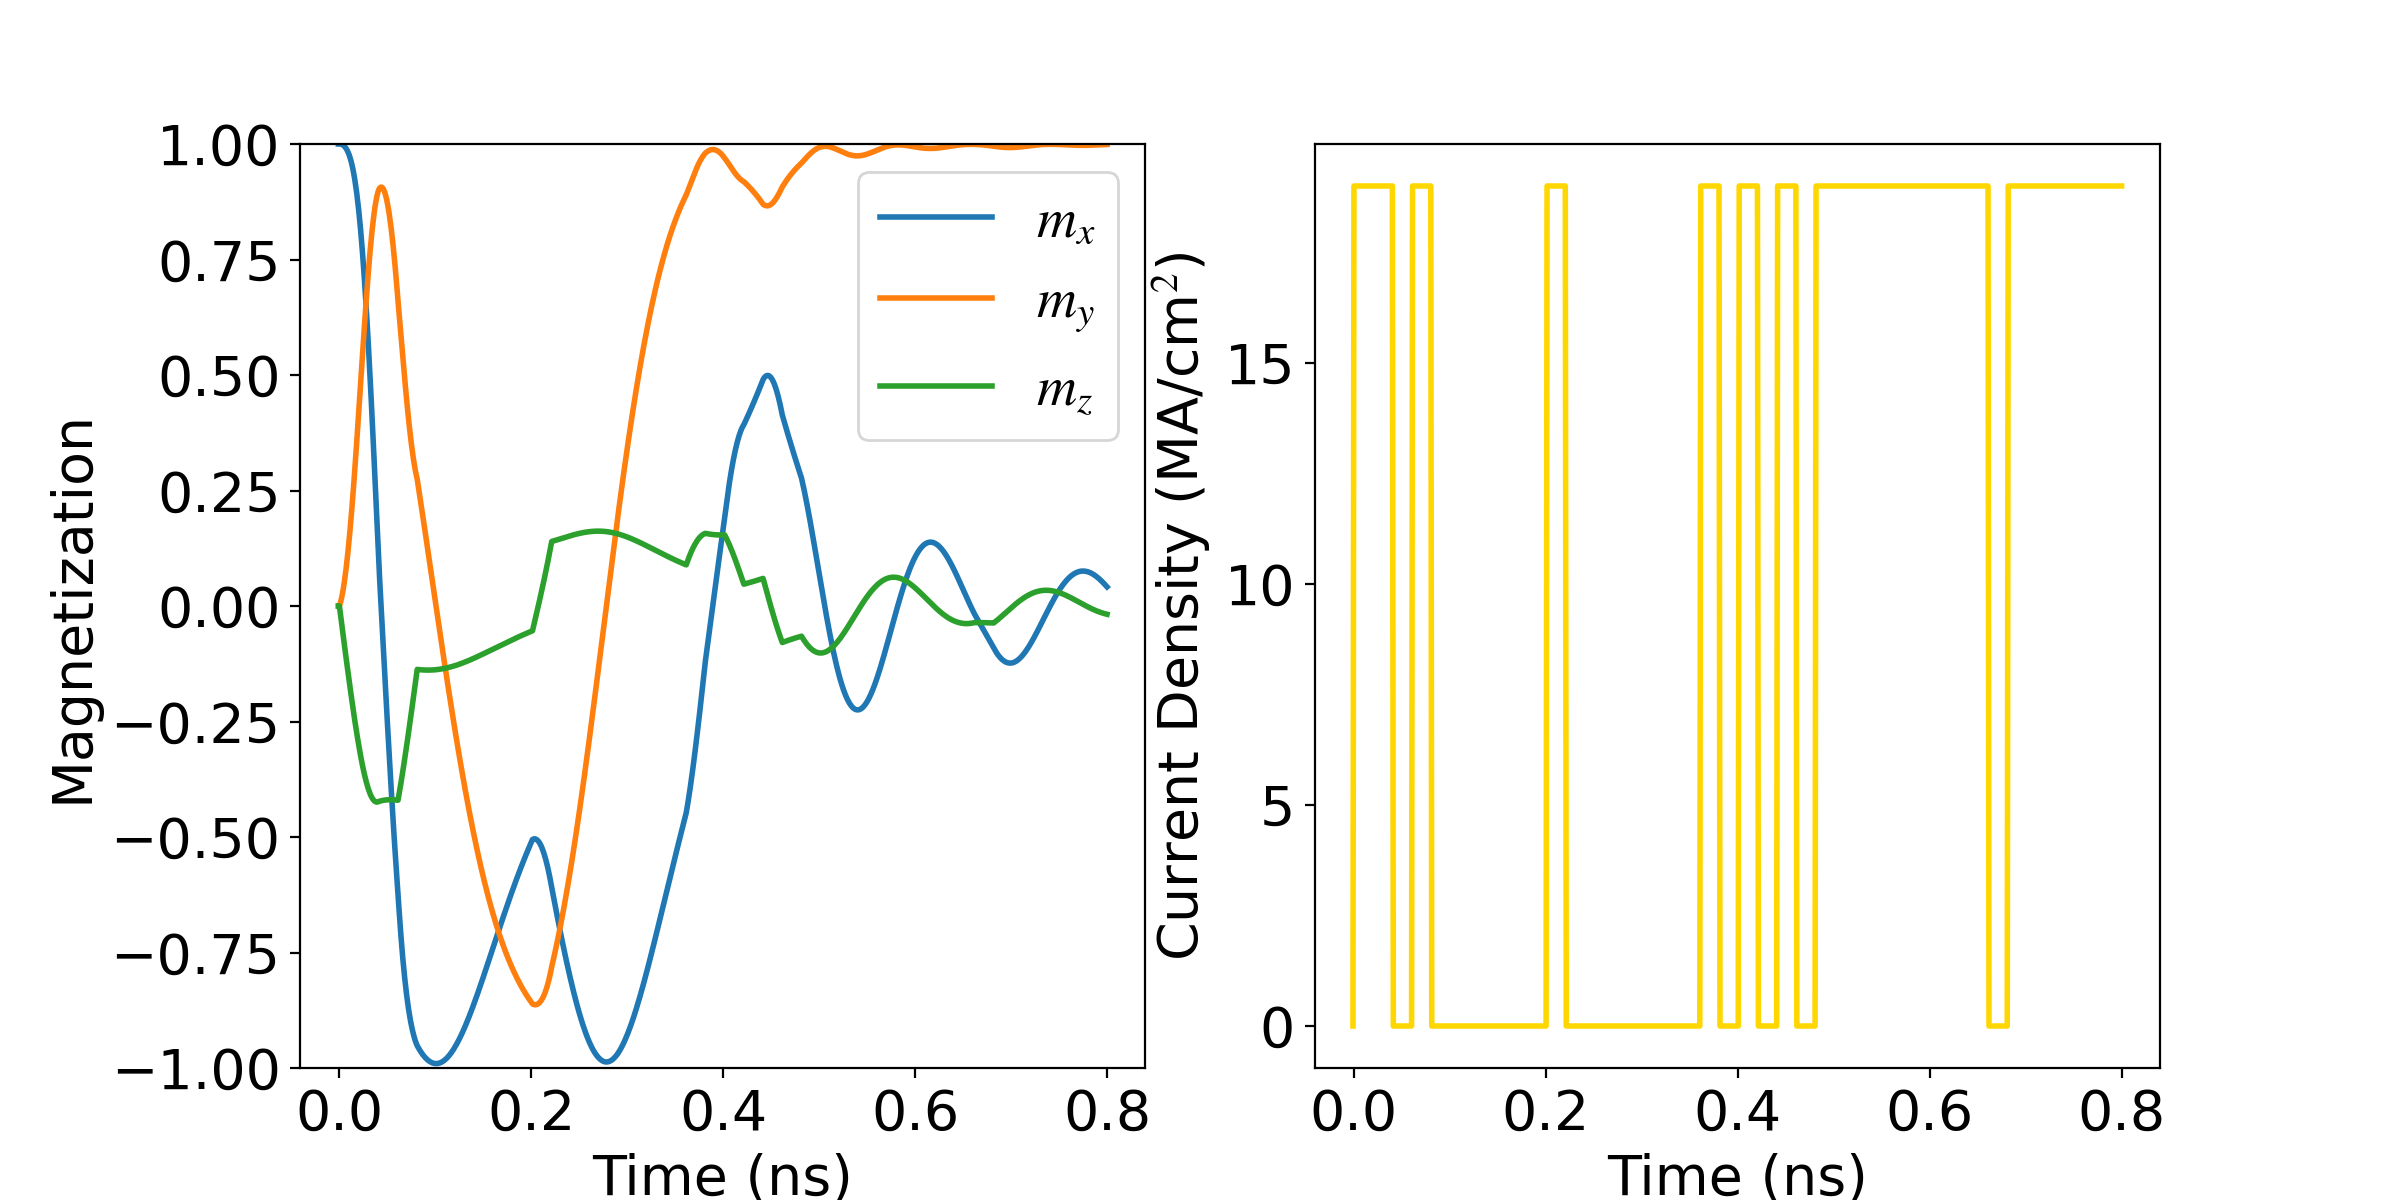 Magnetization
1.00
0.75
0.50
0.25
0.00
−0.25
−0.50
−0.75
−1.00
0.0 0.2 0.4 0.6 0.8
Time (ns)
m_x
m_y
m_z
Current Density (MA/cm²)
15
10
5
0
0.0 0.2 0.4 0.6 0.8
Time (ns)